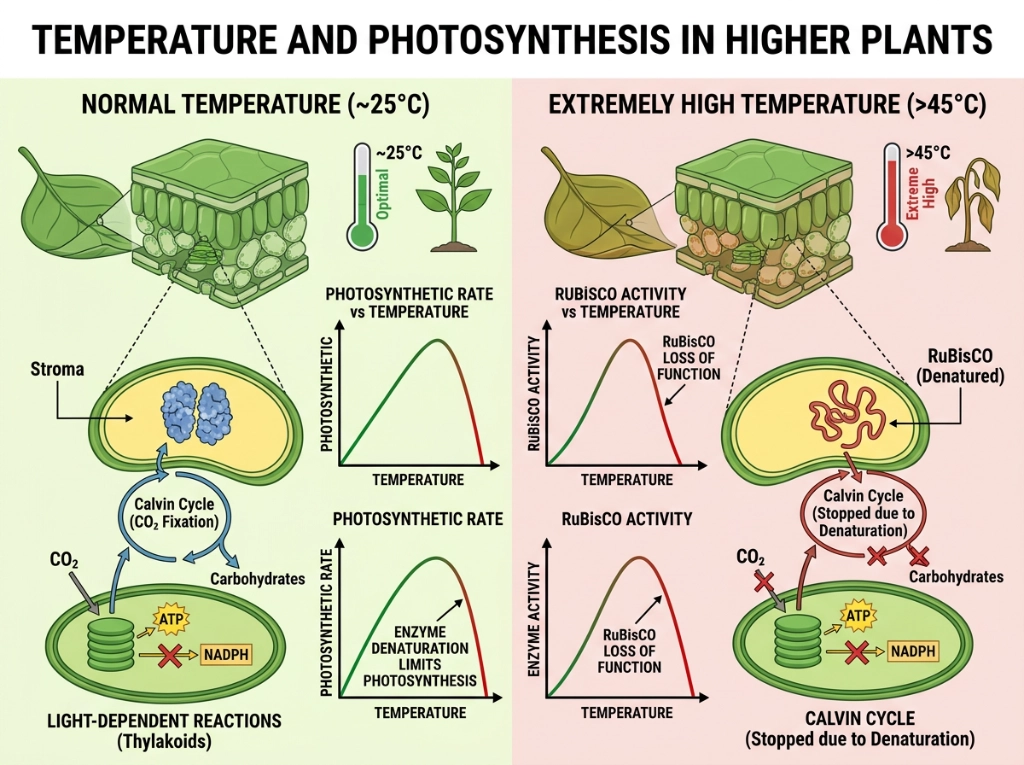 TEMPERATURE AND PHOTOSYNTHESIS IN HIGHER PLANTS
NORMAL TEMPERATURE (~25°C)
~25°C
Optimal
PHOTOSYNTHETIC RATE
vs TEMPERATURE
PHOTOSYNTHETIC
TEMPERATURE
Stroma
Calvin Cycle
(CO₂ Fixation)
CO₂
Carbohydrates
ATP
NADPH
LIGHT-DEPENDENT REACTIONS
(Thylakoids)
PHOTOSYNTHETIC RATE
PHOTOSYNTHETIC RATE
ENZYME
DENATURATION
LIMITS
PHOTOSYNTHESIS
TEMPERATURE
EXTREMELY HIGH TEMPERATURE (>45°C)
>45°C
Extreme
High
RUBİSCO ACTIVITY
vs TEMPERATURE
RUBİSCO ACTIVITY
RuBisCO
LOSS OF
FUNCTION
TEMPERATURE
RuBisCO
(Denatured)
RuBisCO ACTIVITY
ENZYME ACTIVITY
RuBisCO
LOSS OF
FUNCTION
TEMPERATURE
Calvin Cycle
(Stopped due to
Denaturation)
CO₂
Carbohydrates
ATP
NADPH
CALVIN CYCLE
(Stopped due to Denaturation)